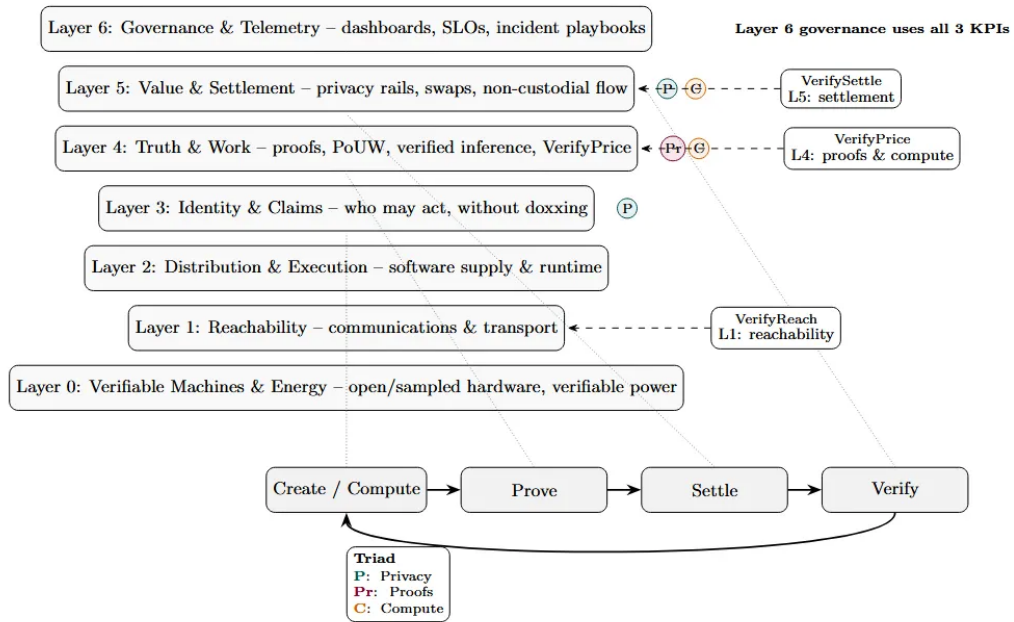 Layer 6: Governance & Telemetry – dashboards, SLOs, incident playbooks
Layer 6 governance uses all 3 KPIs
Layer 5: Value & Settlement – privacy rails, swaps, non-custodial flow
P
C
VerifySettle
L5: settlement
Layer 4: Truth & Work – proofs, PoUW, verified inference, VerifyPrice
Pr
C
VerifyPrice
L4: proofs & compute
Layer 3: Identity & Claims – who may act, without doxxing
P
Layer 2: Distribution & Execution – software supply & runtime
Layer 1: Reachability – communications & transport
VerifyReach
L1: reachability
Layer 0: Verifiable Machines & Energy – open/sampled hardware, verifiable power
Create / Compute
Prove
Settle
Verify
Triad
P: Privacy
Pr: Proofs
C: Compute